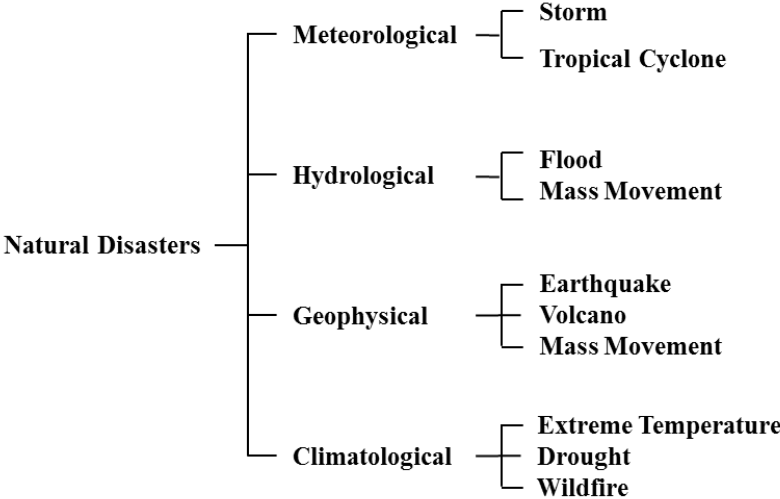 Natural Disasters
Meteorological
Storm
Tropical Cyclone
Hydrological
Flood
Mass Movement
Geophysical
Earthquake
Volcano
Mass Movement
Climatological
Extreme Temperature
Drought
Wildfire